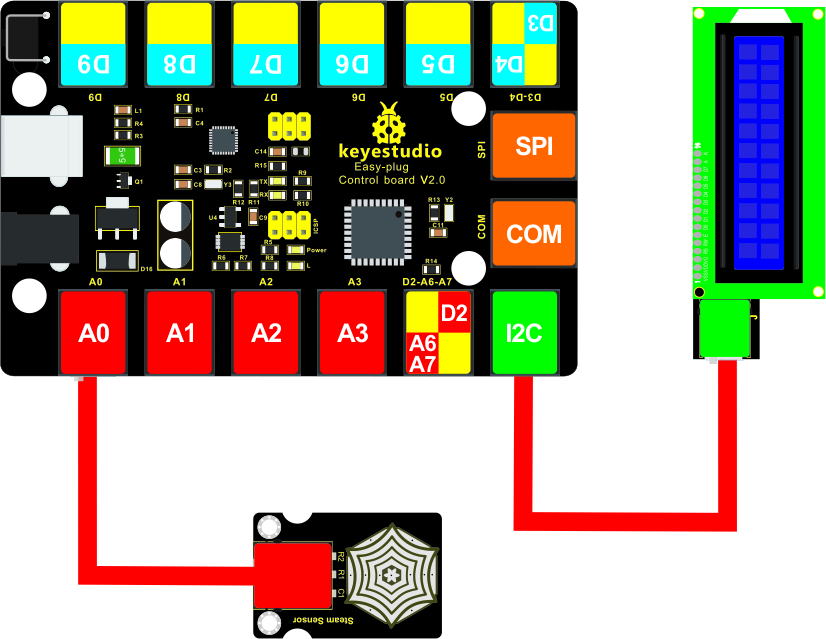 D9
D8
D7
D6
D5
D3
D4
D9
D8
D7
D6
D5
D3-D4
L1
R4
R3
5+5
Q1
D16
R1
C4
C3
C8
R2
Y3
R12
R11
U4
C9
R6
R7
R5
R8
C14
R15
TX
RX
R9
R10
ICSP
Power
L
keyestudio
Easy-plug
Control board V2.0
R13
Y2
C11
R14
SPI
SPI
COM
COM
A0
A1
A2
A3
D2-A6-A7
A0
A1
A2
A3
D2
A6
A7
I2C
1
J
R2
R1
C1
Steam Sensor